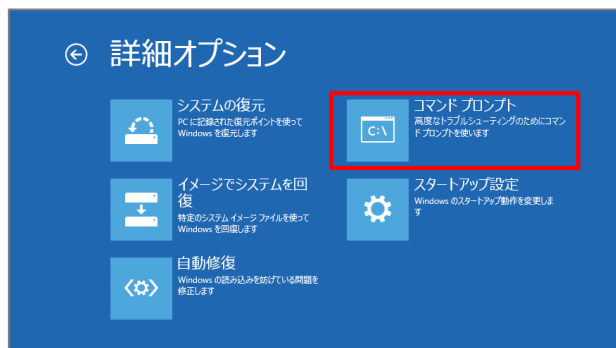 詳細オプション
システムの復元
PC に記録された復元ポイントを使って
Windows を復元します
コマンド プロンプト
高度なトラブルシューティングのためにコマン
ド プロンプトを使います
C:\
イメージでシステムを回
復
特定のシステム イメージ ファイルを使って
Windows を回復します
スタートアップ設定
Windows のスタートアップ動作を変更しま
す
自動修復
Windows の読み込みを妨げている問題を
修正します